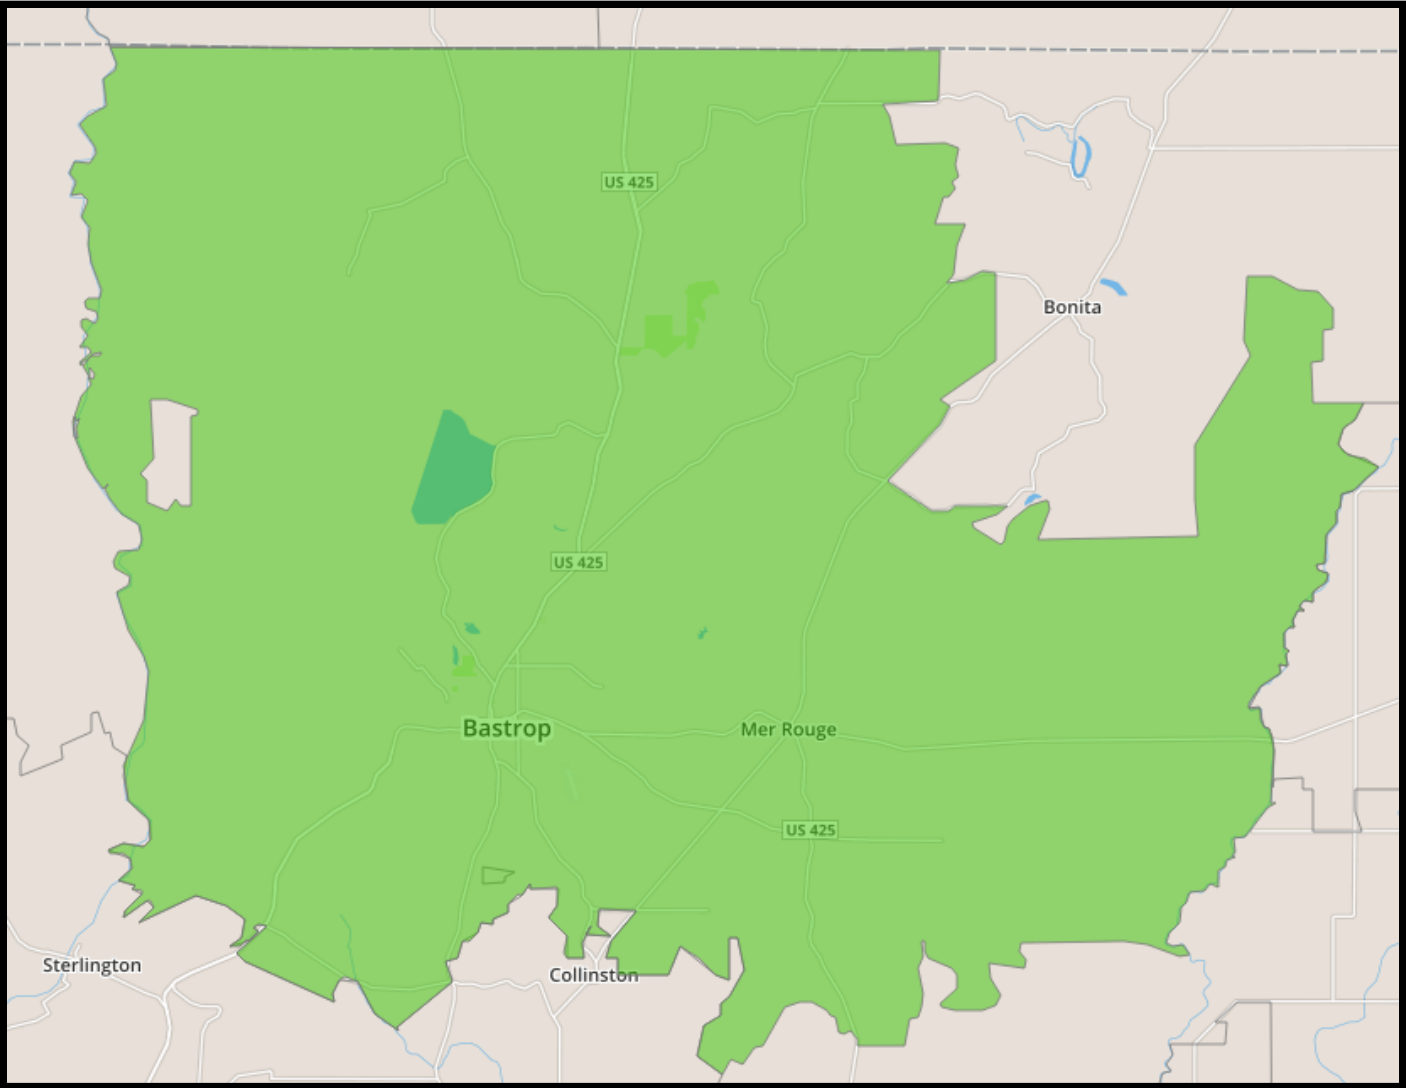 US 425
Bonita
US 425
Bastrop
Mer Rouge
US 425
Sterlington
Collinston